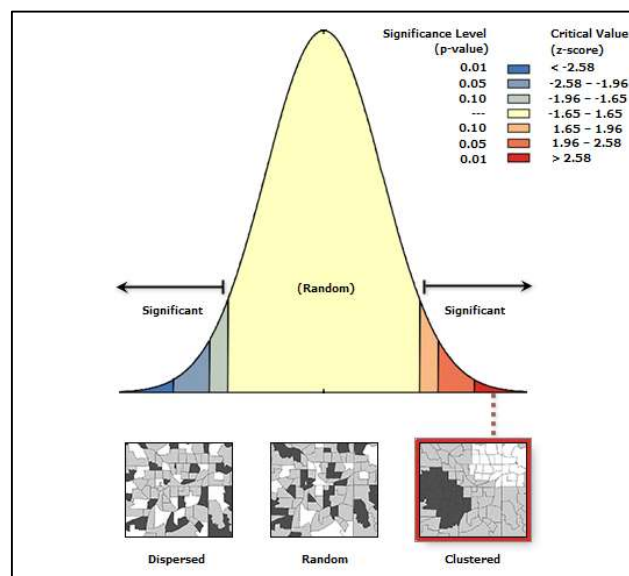 Significance Level Critical Value
(p-value) (z-score)
0.01 < -2.58
0.05 -2.58 – -1.96
0.10 -1.96 – -1.65
--- -1.65 – 1.65
0.10 1.65 – 1.96
0.05 1.96 – 2.58
0.01 > 2.58
(Random)
Significant Significant
Dispersed Random Clustered